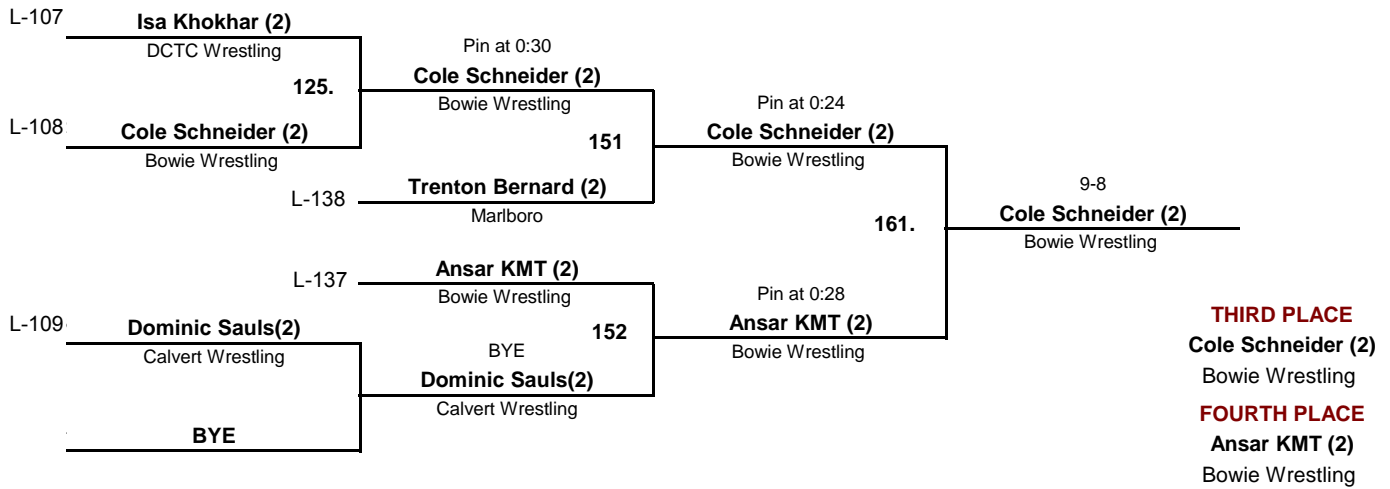 L-107
Isa Khokhar (2)
DCTC Wrestling
125.
L-108
Cole Schneider (2)
Bowie Wrestling
Pin at 0:30
Cole Schneider (2)
Bowie Wrestling
151
L-138
Trenton Bernard (2)
Marlboro
Pin at 0:24
Cole Schneider (2)
Bowie Wrestling
161.
9-8
Cole Schneider (2)
Bowie Wrestling
L-137
Ansar KMT (2)
Bowie Wrestling
152
L-109
Dominic Sauls(2)
Calvert Wrestling
BYE
BYE
Dominic Sauls(2)
Calvert Wrestling
Pin at 0:28
Ansar KMT (2)
Bowie Wrestling
THIRD PLACE
Cole Schneider (2)
Bowie Wrestling
FOURTH PLACE
Ansar KMT (2)
Bowie Wrestling